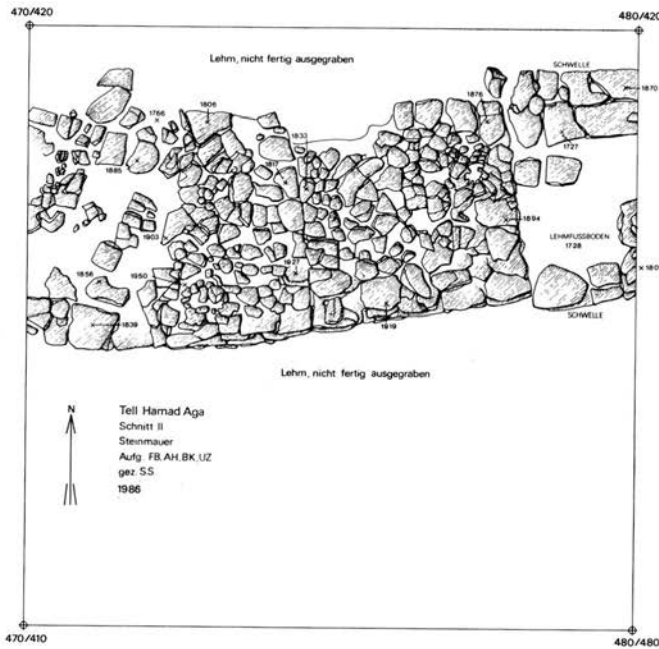 470/420
480/420
Lehm, nicht fertig ausgegraben
SCHWELLE
1870
1876
1806
1766
1833
1727
1817
1885
1894
1903
LEHMFUSSBODEN
1728
1927
1856
1950
1839
1919
SCHWELLE
Lehm, nicht fertig ausgegraben
N
Tell Hamad Aga
Schnitt II
Steinmauer
Aufg. FB.AH.BK.UZ
gez. S.S
1986
470/410
480/480